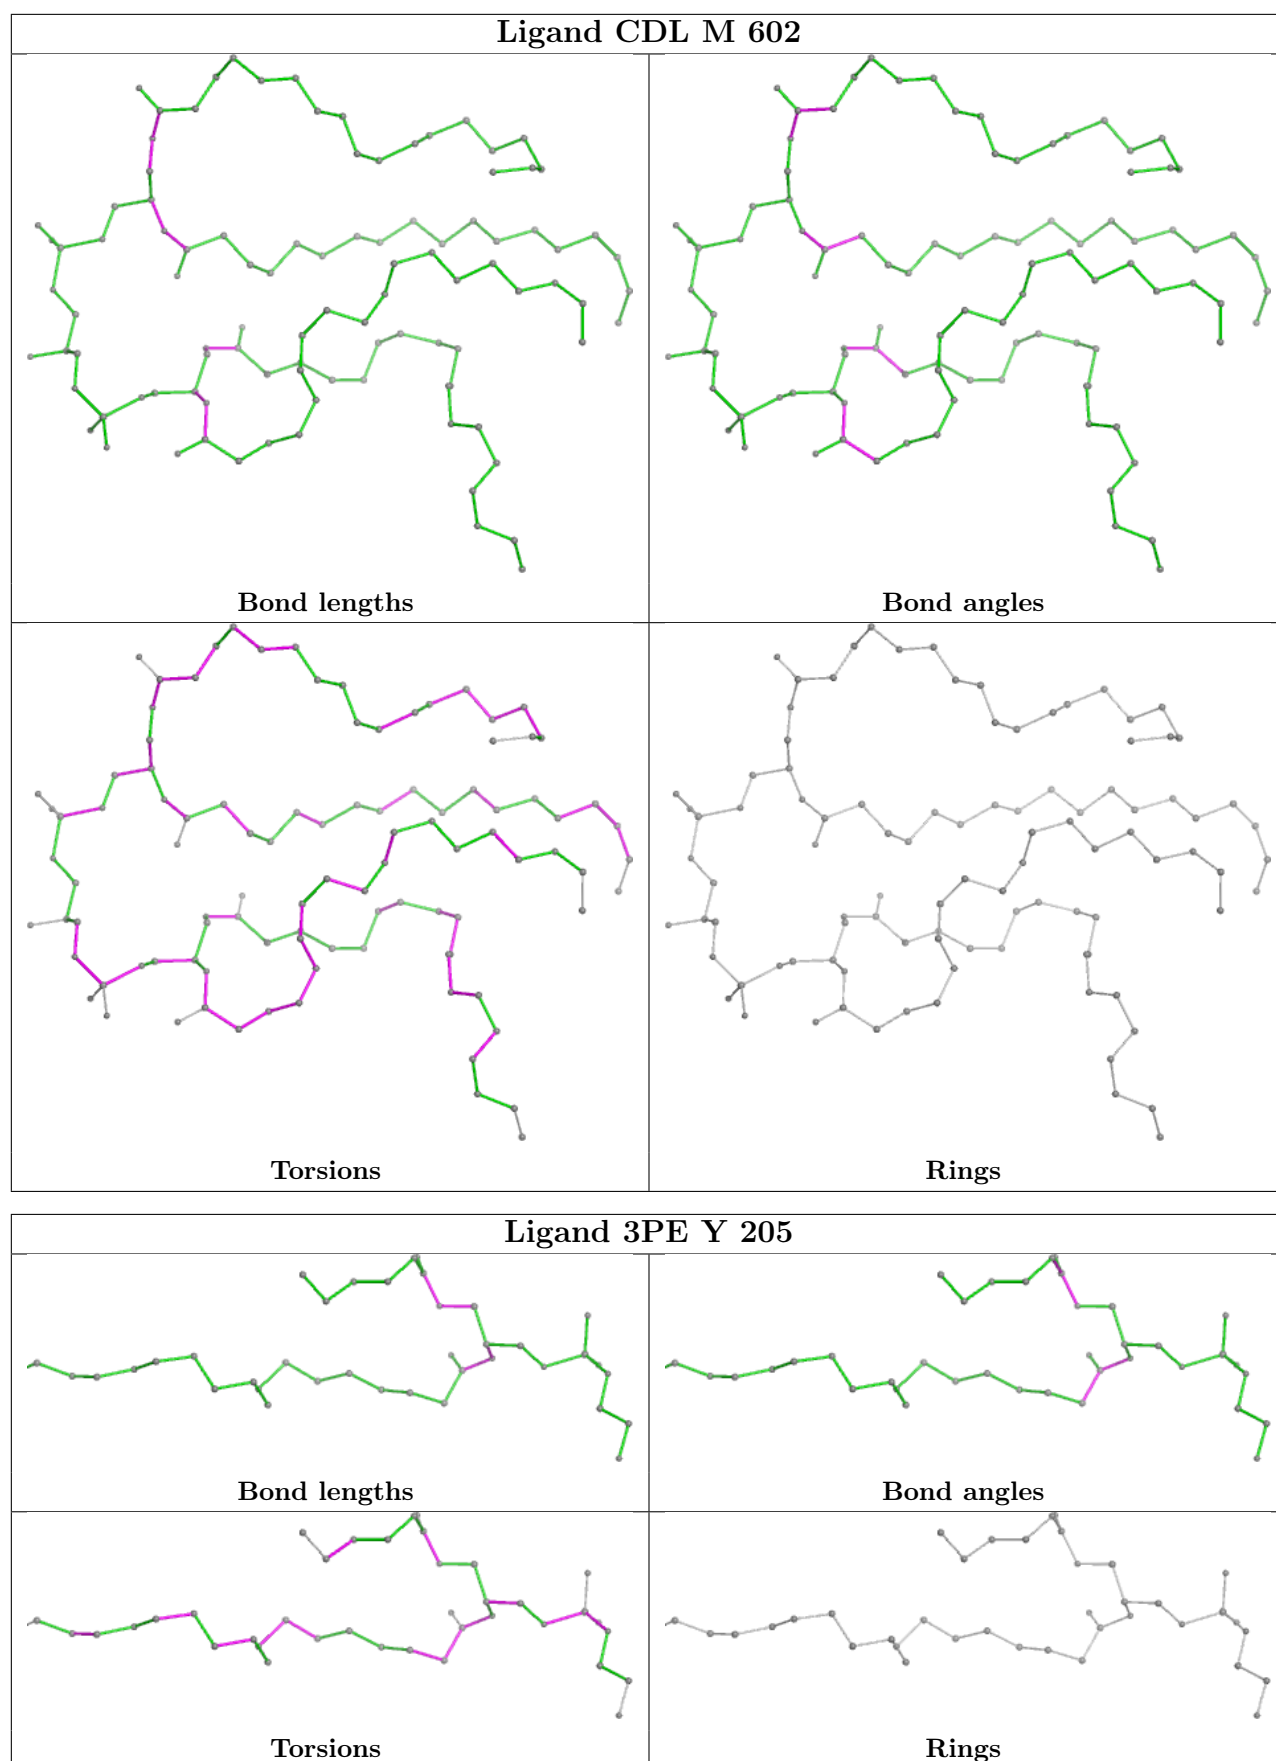 Ligand CDL M 602
Bond lengths
Bond angles
Torsions
Rings
Ligand 3PE Y 205
Bond lengths
Bond angles
Torsions
Rings